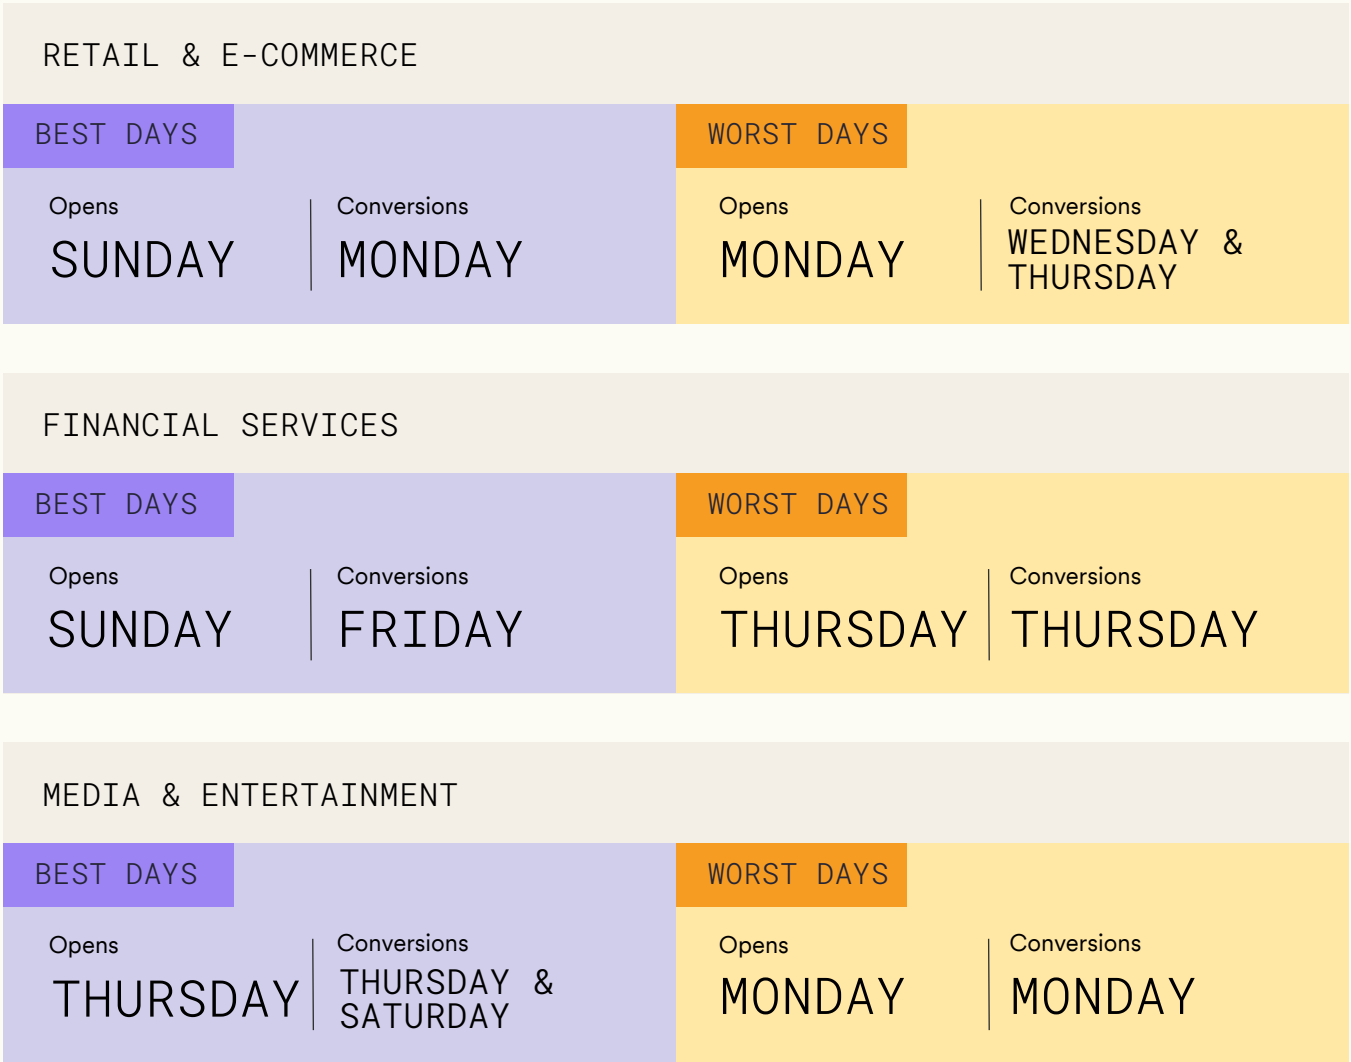 RETAIL & E-COMMERCE
BEST DAYS
Opens
SUNDAY
Conversions
MONDAY
WORST DAYS
Opens
MONDAY
Conversions
WEDNESDAY &
THURSDAY
FINANCIAL SERVICES
BEST DAYS
Opens
SUNDAY
Conversions
FRIDAY
WORST DAYS
Opens
THURSDAY
Conversions
THURSDAY
MEDIA & ENTERTAINMENT
BEST DAYS
Opens
THURSDAY
Conversions
THURSDAY &
SATURDAY
WORST DAYS
Opens
MONDAY
Conversions
MONDAY